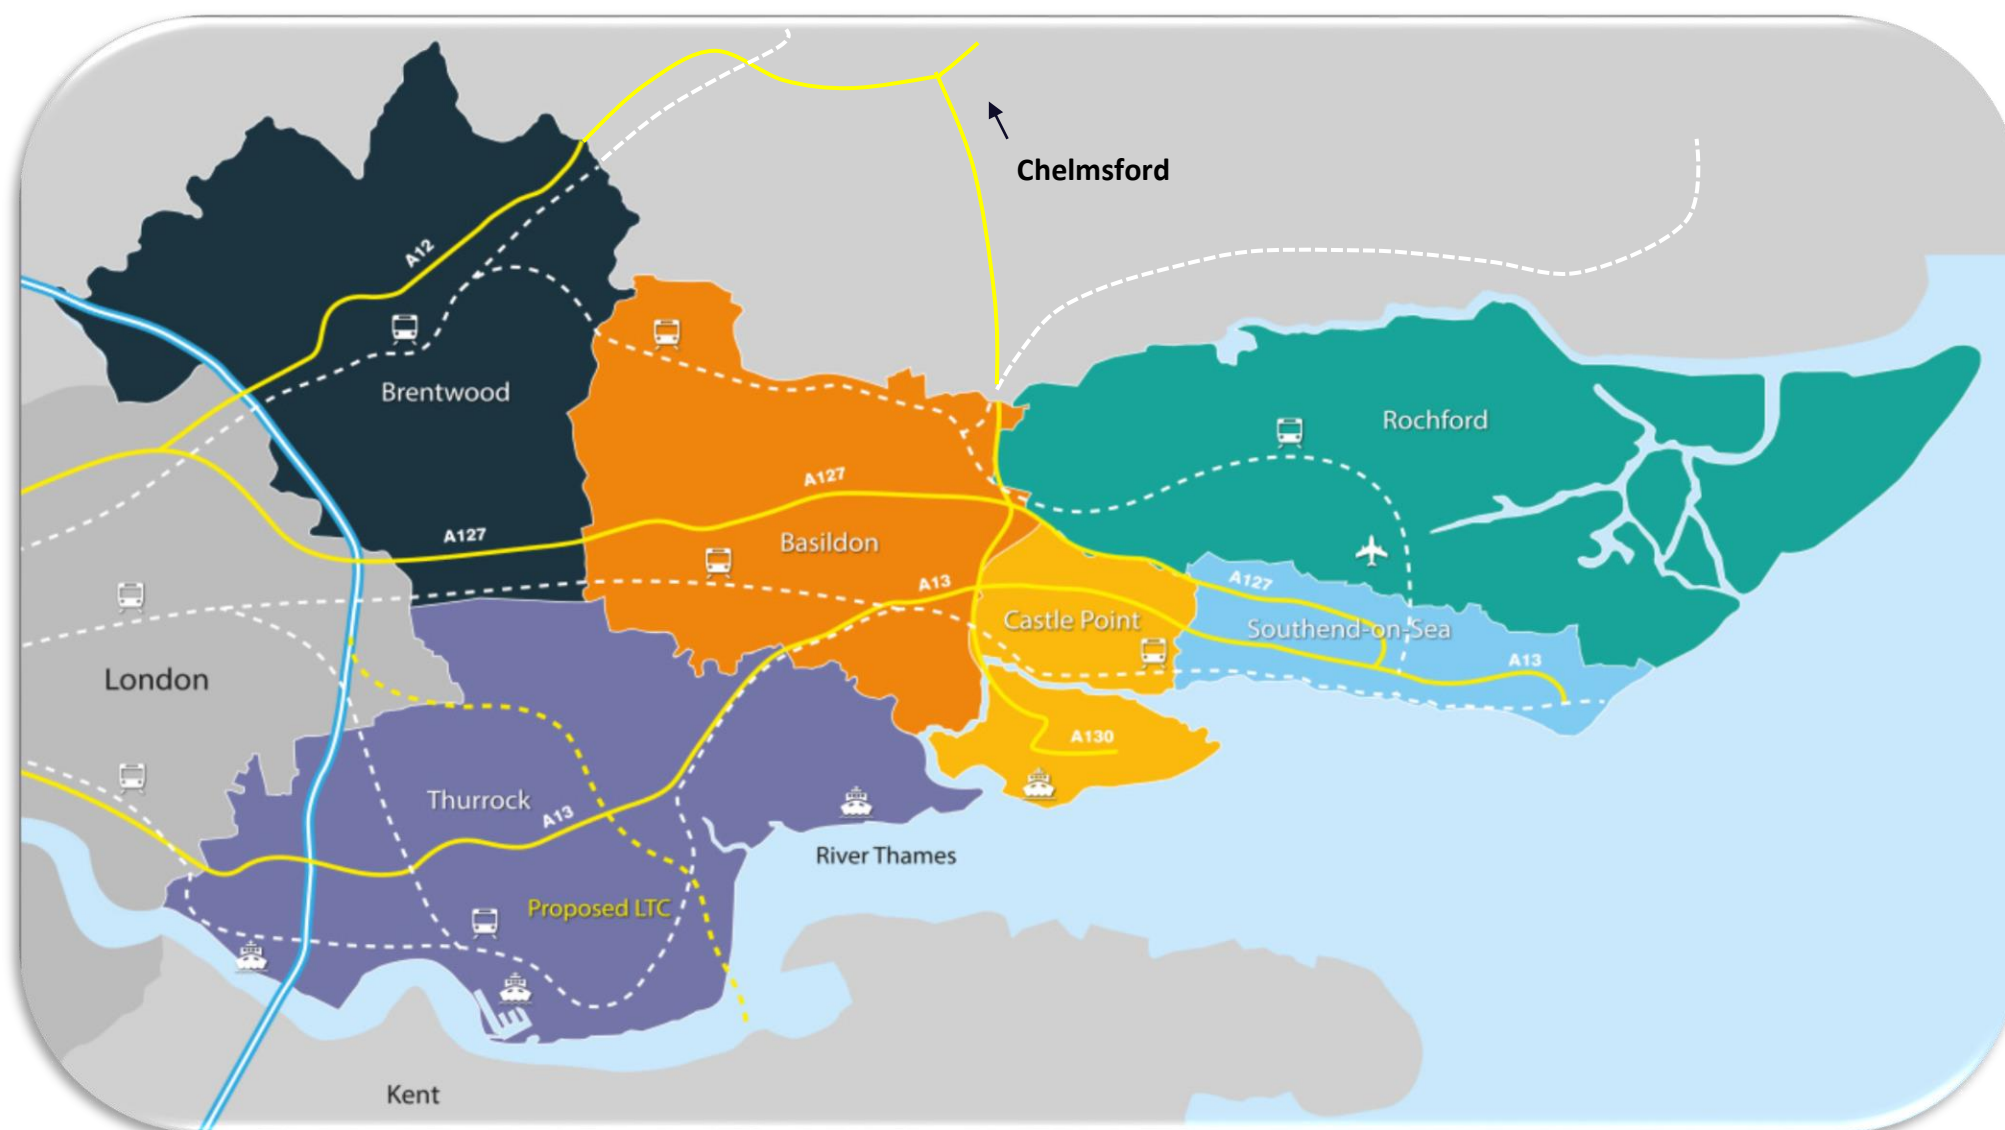 Chelmsford
A12
Brentwood
Rochford
A127
A127
Basildon
A13
A127
Castle Point
Southend-on-Sea
A13
London
A130
Thurrock
A13
River Thames
Proposed LTC
Kent